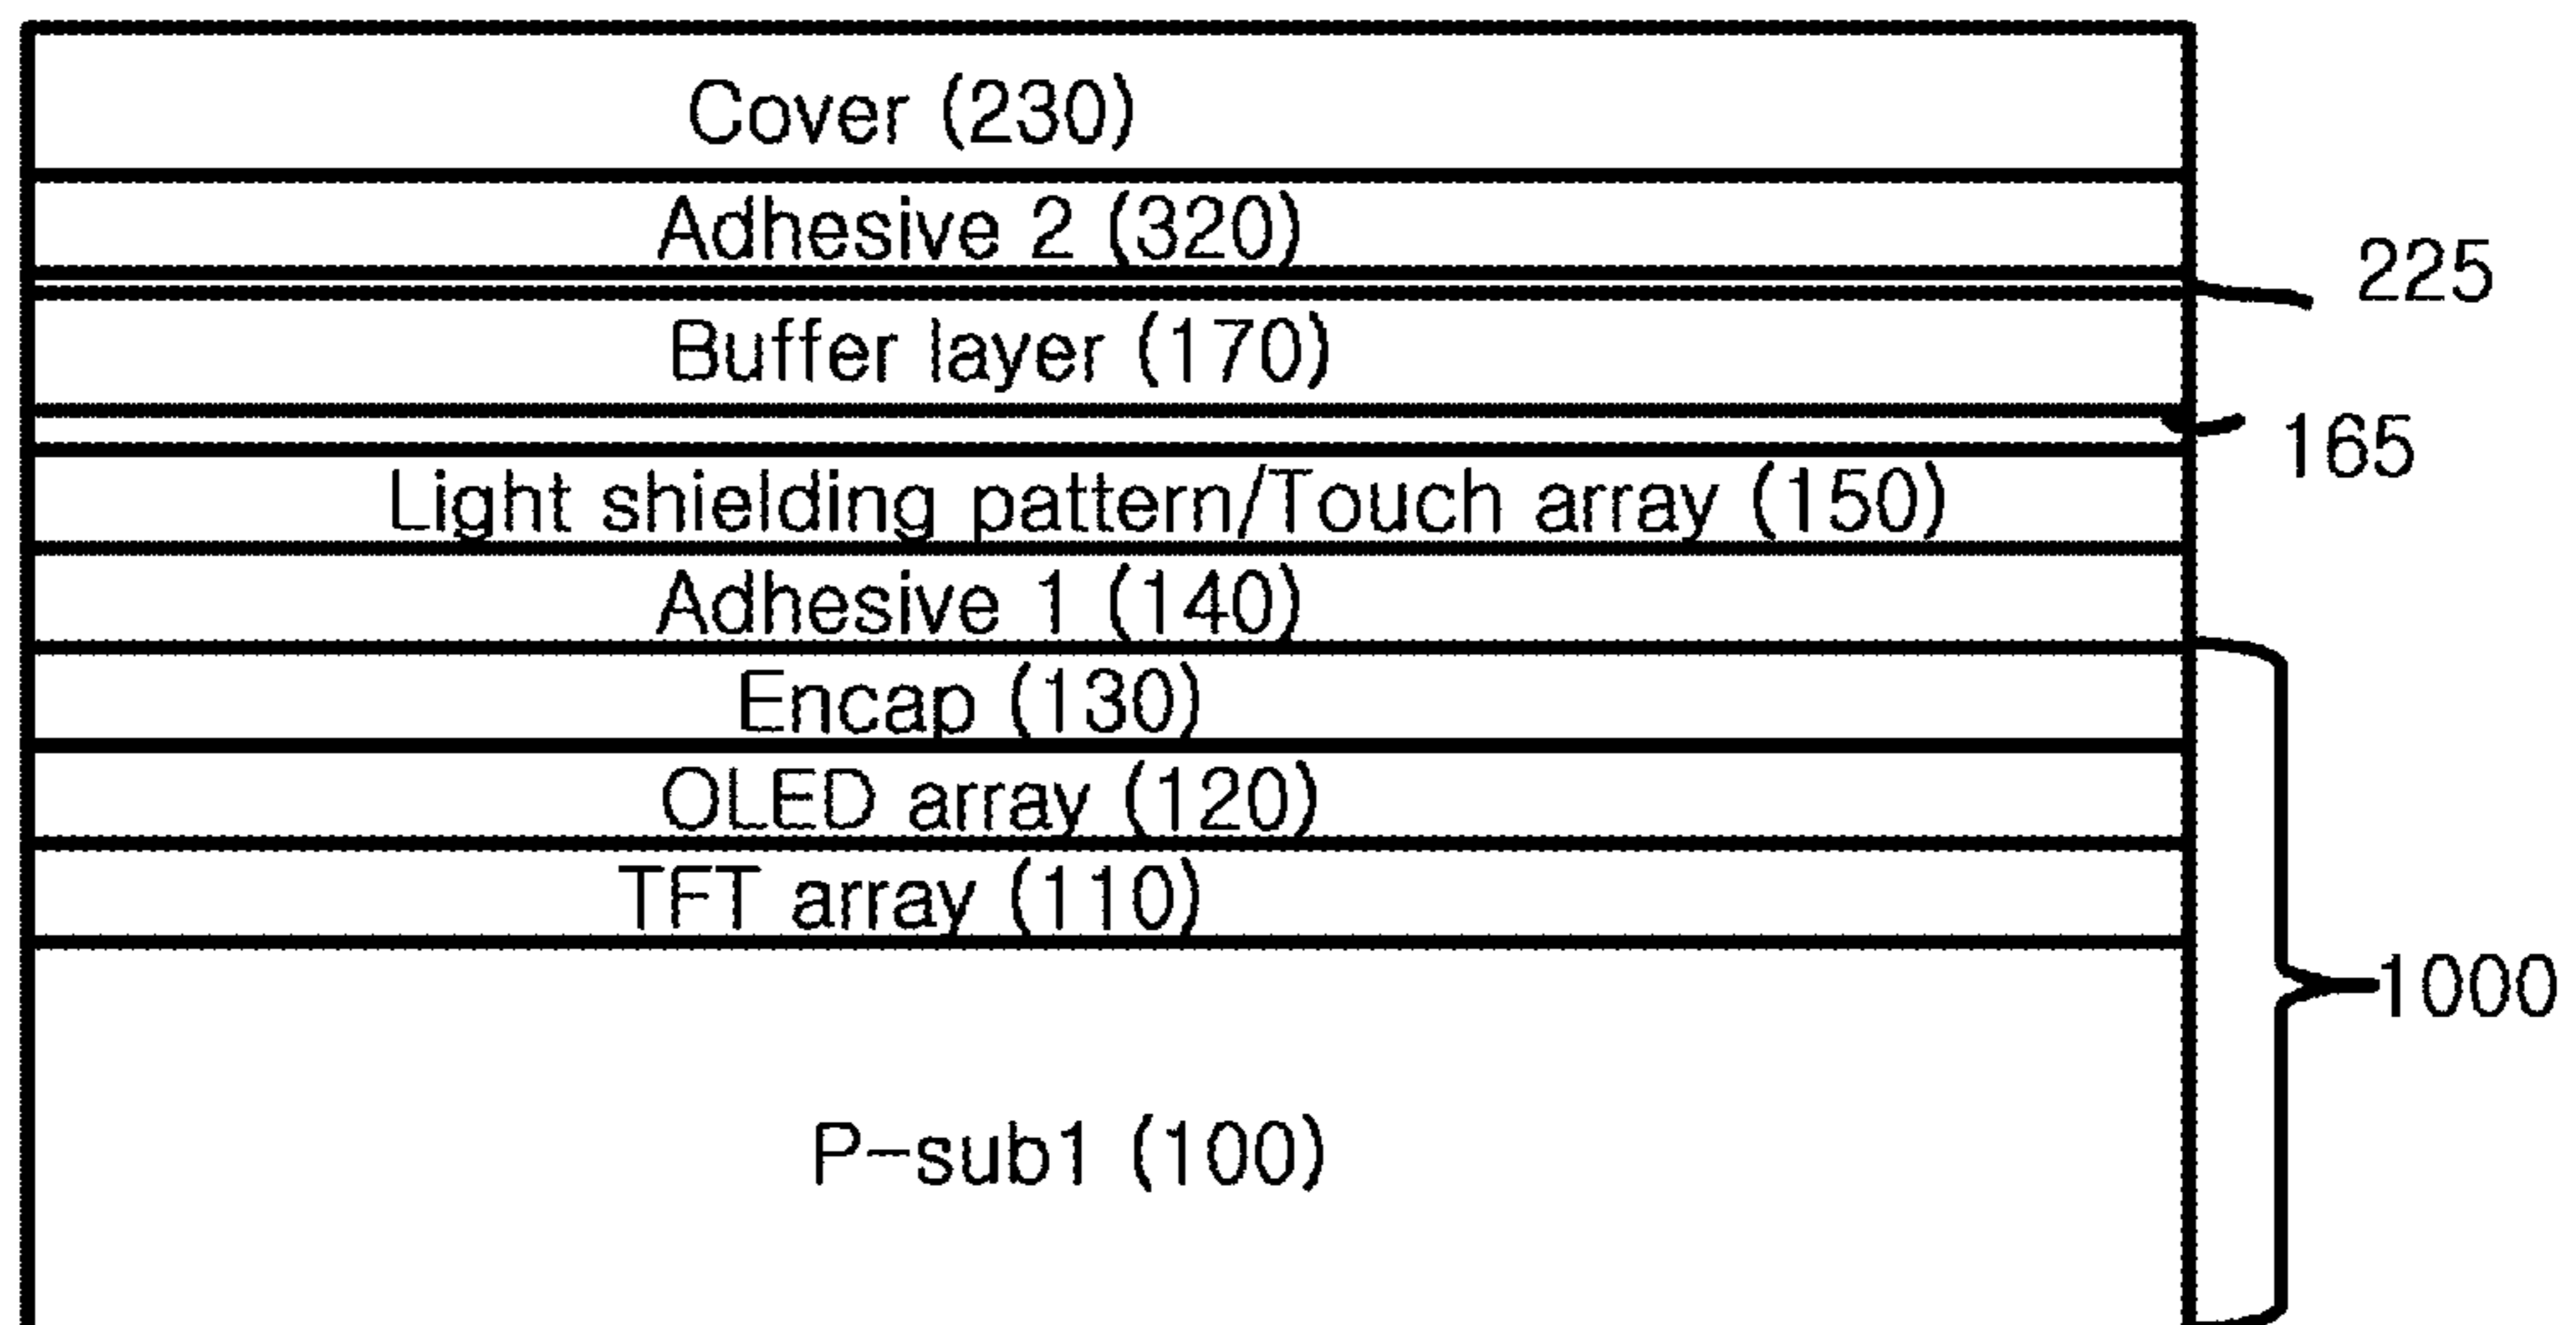 Cover (230)
Adhesive 2 (320)
225
Buffer layer (170)
165
Light shielding pattern/Touch array (150)
Adhesive 1 (140)
Encap (130)
OLED array (120)
TFT array (110)
1000
P-sub1 (100)